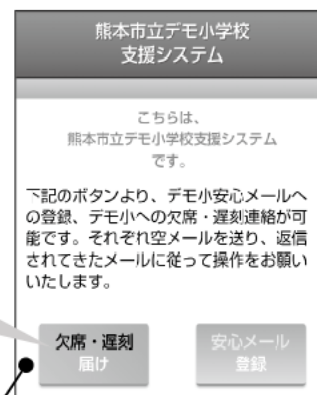 熊本市立デモ小学校
支援システム
こちらは、
熊本市立デモ小学校支援システム
です。
下記のボタンより、デモ小安心メールへ
の登録、デモ小への欠席・遅刻連絡が可
能です。それぞれ空メールを送り、返信
されてきたメールに従って操作をお願い
いたします。
欠席・遅刻
届け
安心メール
登録